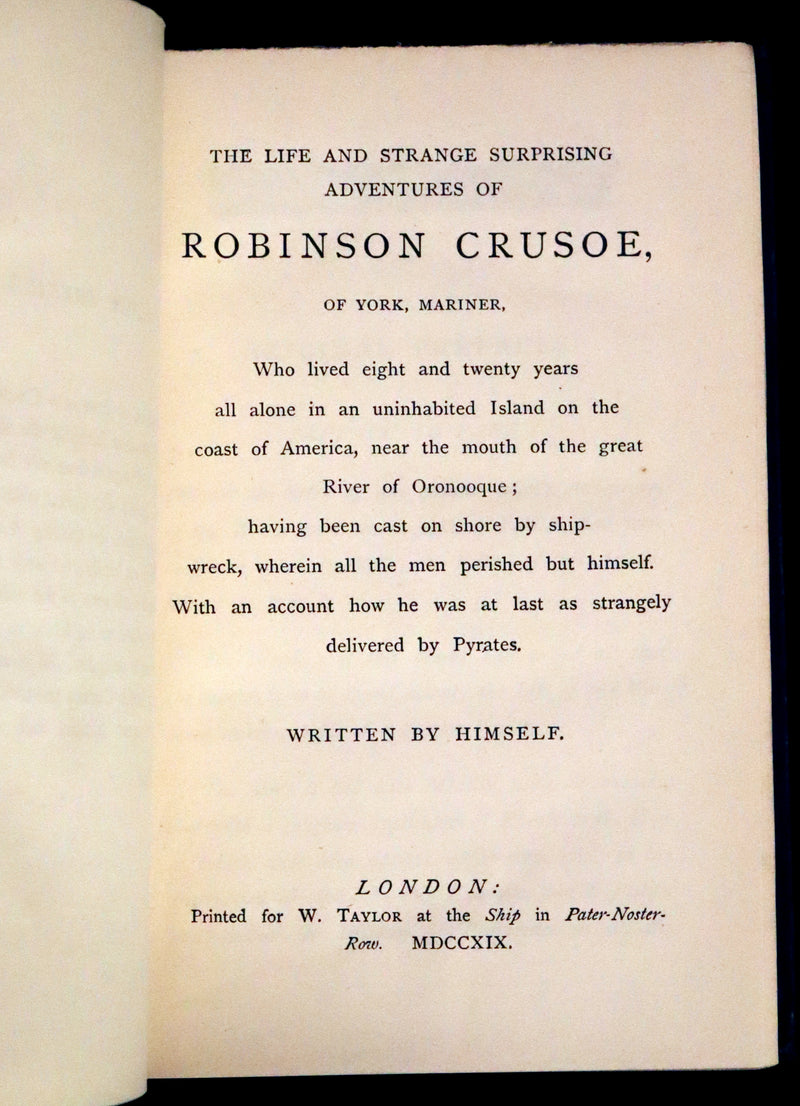 THE LIFE AND STRANGE SURPRISING
ADVENTURES OF
ROBINSON CRUSOE,
OF YORK, MARINER,
Who lived eight and twenty years
all alone in an uninhabited Island on the
coast of America, near the mouth of the great
River of Oronooque;
having been cast on shore by ship-
wreck, wherein all the men perished but himself.
With an account how he was at last as strangely
delivered by Pyrates.
WRITTEN BY HIMSELF.
LONDON:
Printed for W. TAYLOR at the Ship in Pater-Noster-
Row. MDCCXIX.